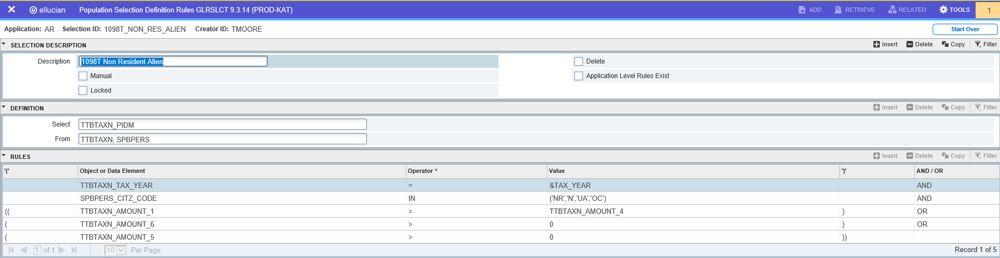 ellucian Population Selection Definition Rules GLRSLCT 9.3.14 (PROD-KAT) ADD RETRIEVE RELATED TOOLS 1
Application: AR Selection ID: 1098T_NON_RES_ALIEN Creator ID: TMOORE Start Over
SELECTION DESCRIPTION Insert Delete Copy Filter
Description 1098T Non Resident Alien Delete
Manual Application Level Rules Exist
Locked
DEFINITION Insert Delete Copy Filter
Select TTBTAXN_PIDM
From TTBTAXN, SPBPERS
RULES Insert Delete Copy Filter
'(' Object or Data Element Operator * Value ')' AND / OR
TTBTAXN_TAX_YEAR = &TAX_YEAR AND
SPBPERS_CITZ_CODE IN ('NR','N','UA','OC') AND
(( TTBTAXN_AMOUNT_1 > TTBTAXN_AMOUNT_4 ) OR
( TTBTAXN_AMOUNT_6 > 0 ) OR
( TTBTAXN_AMOUNT_5 > 0 ))
1 of 1 10 Per Page Record 1 of 5